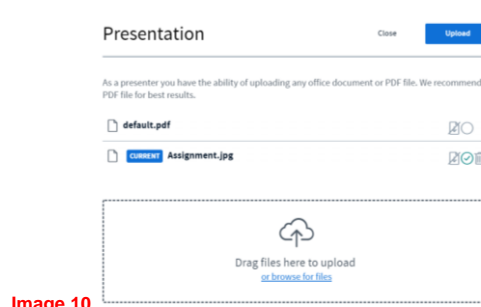 Presentation
Close
Upload
As a presenter you have the ability of uploading any office document or PDF file. We recommend
PDF file for best results.
default.pdf
CURRENT Assignment.jpg
Drag files here to upload
or browse for files
Image 10